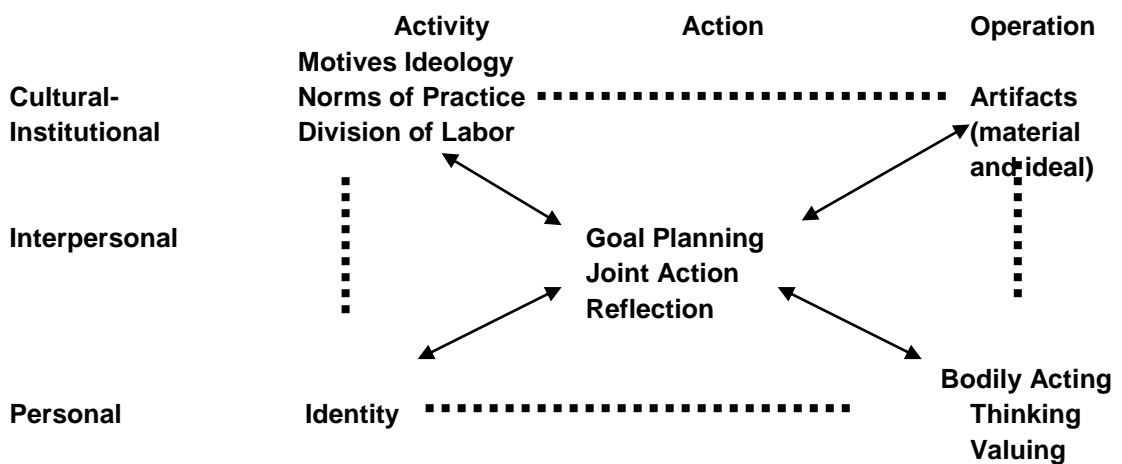 Activity Action Operation
Motives Ideology
Cultural- Norms of Practice Artifacts
Institutional Division of Labor (material
and ideal)
Interpersonal Goal Planning
Joint Action
Reflection
Bodily Acting
Personal Identity Thinking
Valuing